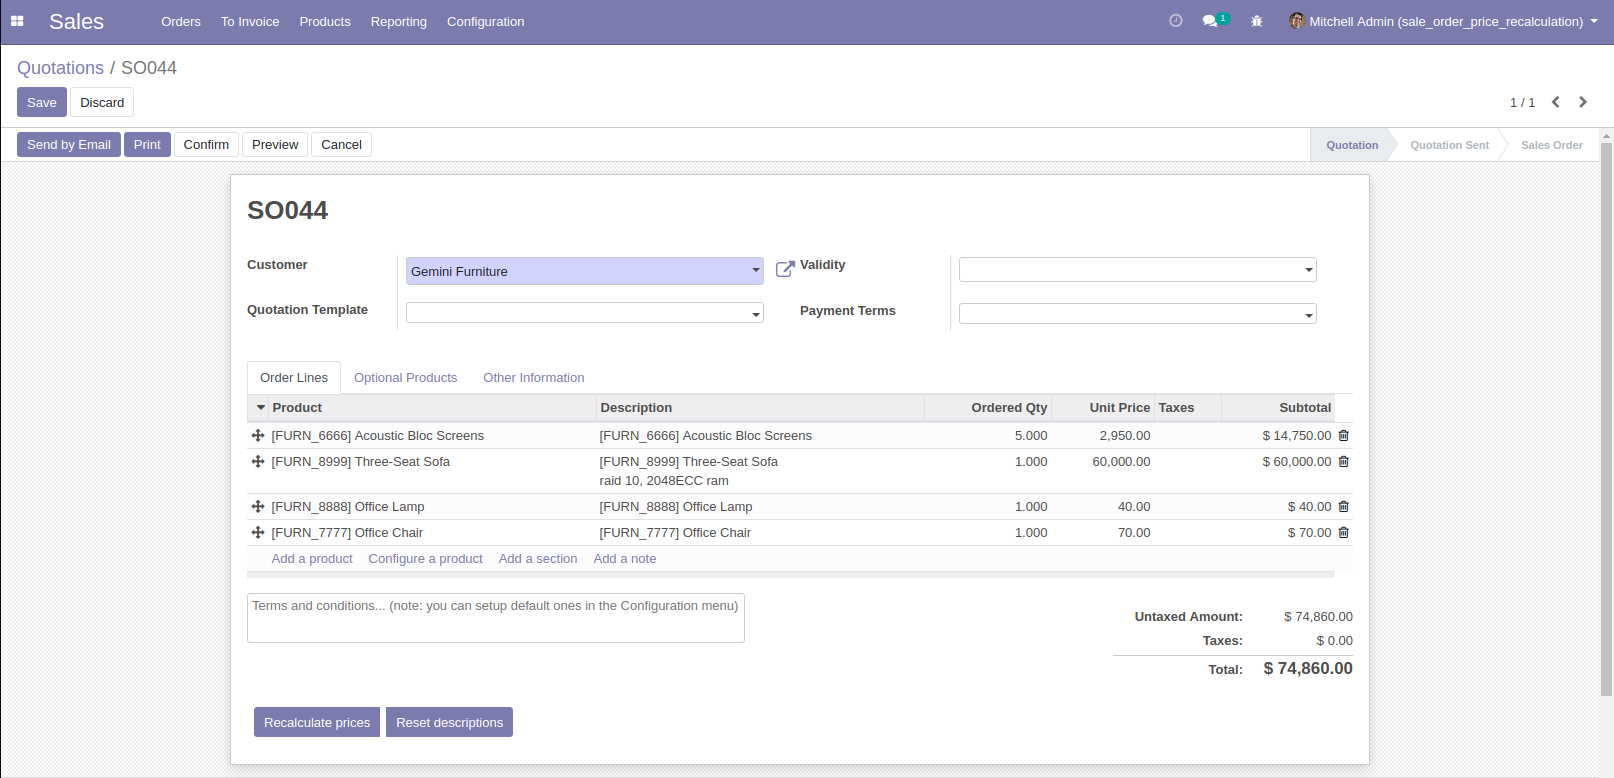 Sales Orders To Invoice Products Reporting Configuration 1 Mitchell Admin (sale_order_price_recalculation)
Quotations / SO044
Save Discard 1 / 1
Send by Email Print Confirm Preview Cancel Quotation Quotation Sent Sales Order
SO044
Customer Gemini Furniture Validity
Quotation Template Payment Terms
Order Lines Optional Products Other Information
Product Description Ordered Qty Unit Price Taxes Subtotal
[FURN_6666] Acoustic Bloc Screens [FURN_6666] Acoustic Bloc Screens 5.000 2,950.00 $ 14,750.00
[FURN_8999] Three-Seat Sofa [FURN_8999] Three-Seat Sofa 1.000 60,000.00 $ 60,000.00
raid 10, 2048ECC ram
[FURN_8888] Office Lamp [FURN_8888] Office Lamp 1.000 40.00 $ 40.00
[FURN_7777] Office Chair [FURN_7777] Office Chair 1.000 70.00 $ 70.00
Add a product Configure a product Add a section Add a note
Terms and conditions... (note: you can setup default ones in the Configuration menu)
Untaxed Amount: $ 74,860.00
Taxes: $ 0.00
Total: $ 74,860.00
Recalculate prices Reset descriptions